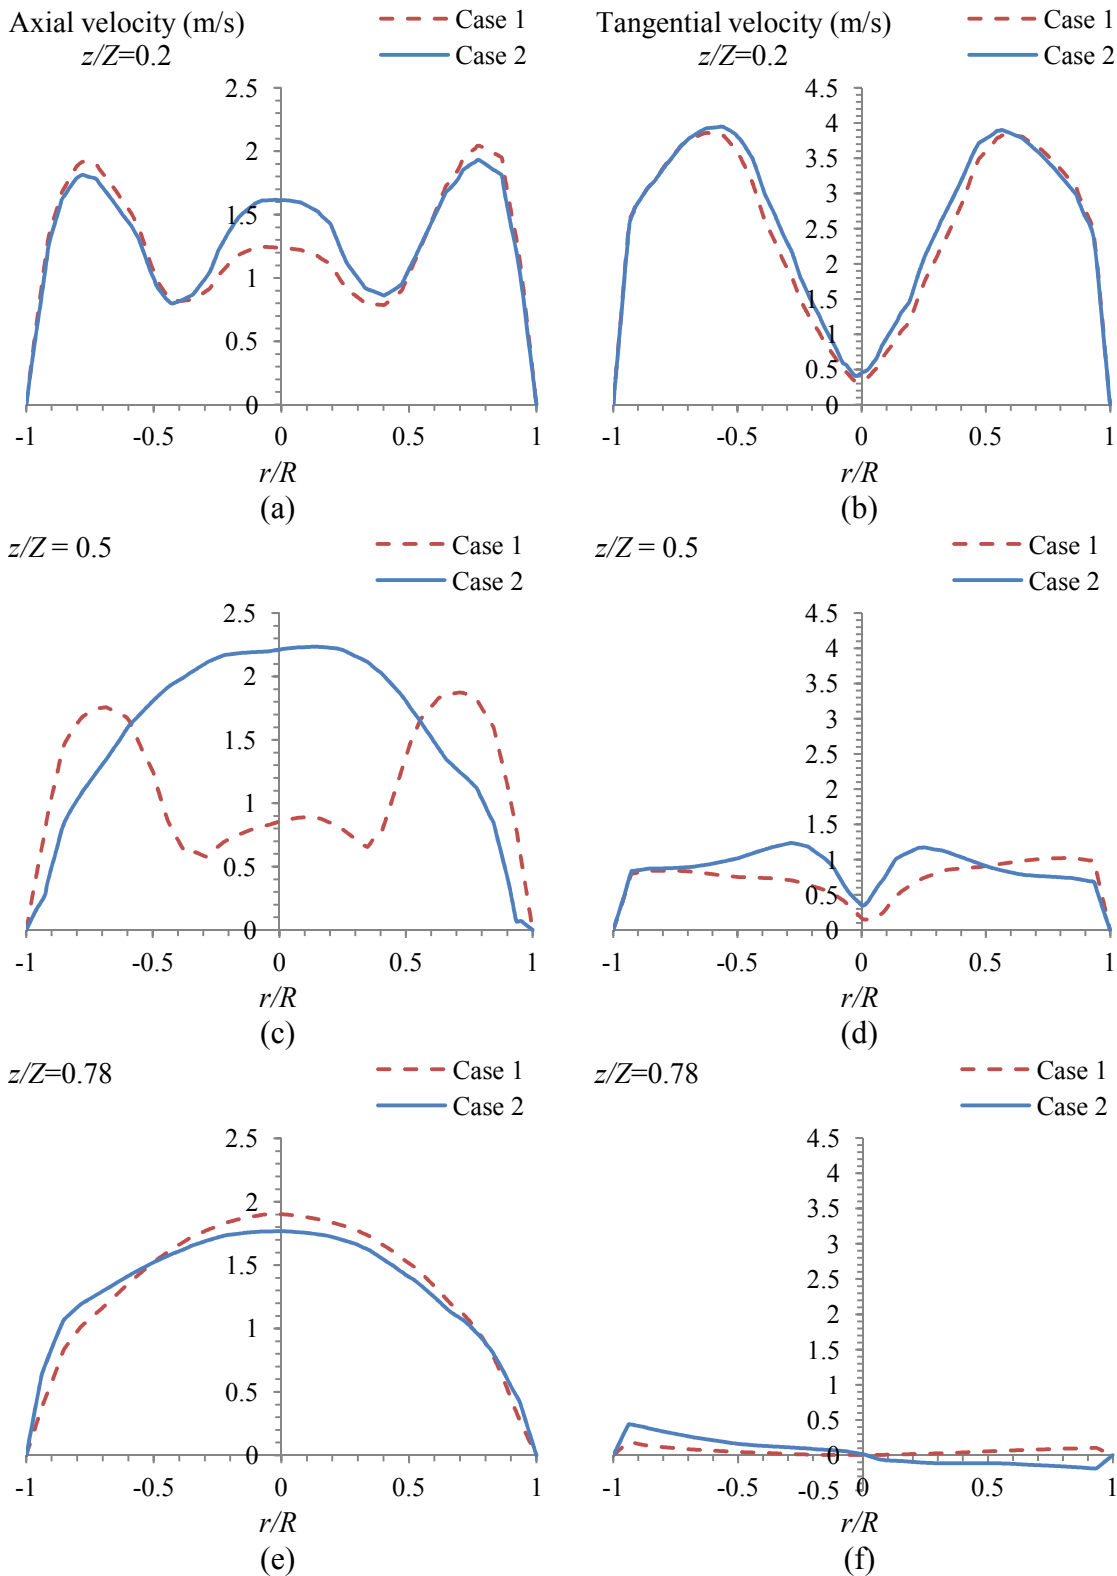 Axial velocity (m/s)
z/Z=0.2
Case 1
Case 2
2.5
2
1.5
1
0.5
0
-1 -0.5 0 0.5 1
r/R
(a)
Tangential velocity (m/s)
z/Z=0.2
Case 1
Case 2
4.5
4
3.5
3
2.5
2
1.5
1
0.5
0
-1 -0.5 0 0.5 1
r/R
(b)
z/Z = 0.5
Case 1
Case 2
2.5
2
1.5
1
0.5
0
-1 -0.5 0 0.5 1
r/R
(c)
z/Z = 0.5
Case 1
Case 2
4.5
4
3.5
3
2.5
2
1.5
1
0.5
0
-1 -0.5 0 0.5 1
r/R
(d)
z/Z=0.78
Case 1
Case 2
2.5
2
1.5
1
0.5
0
-1 -0.5 0 0.5 1
r/R
(e)
z/Z=0.78
Case 1
Case 2
4.5
4
3.5
3
2.5
2
1.5
1
0.5
0
-0.5
-1 -0.5 0 0.5 1
r/R
(f)